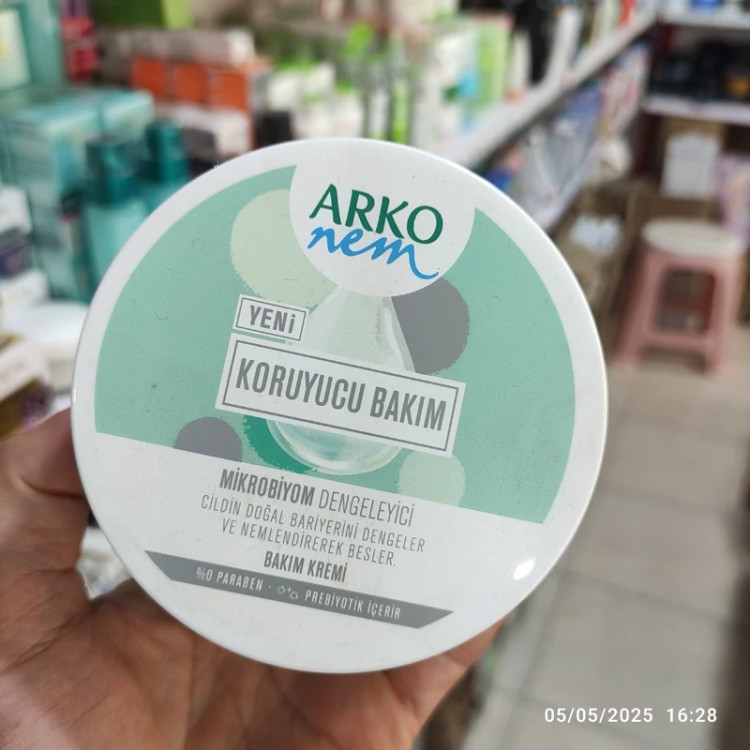 ARKO
nem
YENİ
KORUYUCU BAKIM
MİKROBİYOM DENGELEYİCİ
CİLDİN DOĞAL BARİYERİNİ DENGELER
VE NEMLENDİREREK BESLER.
BAKIM KREMİ
%0 PARABEN · PREBİYOTİK İÇERİR
05/05/2025 16:28